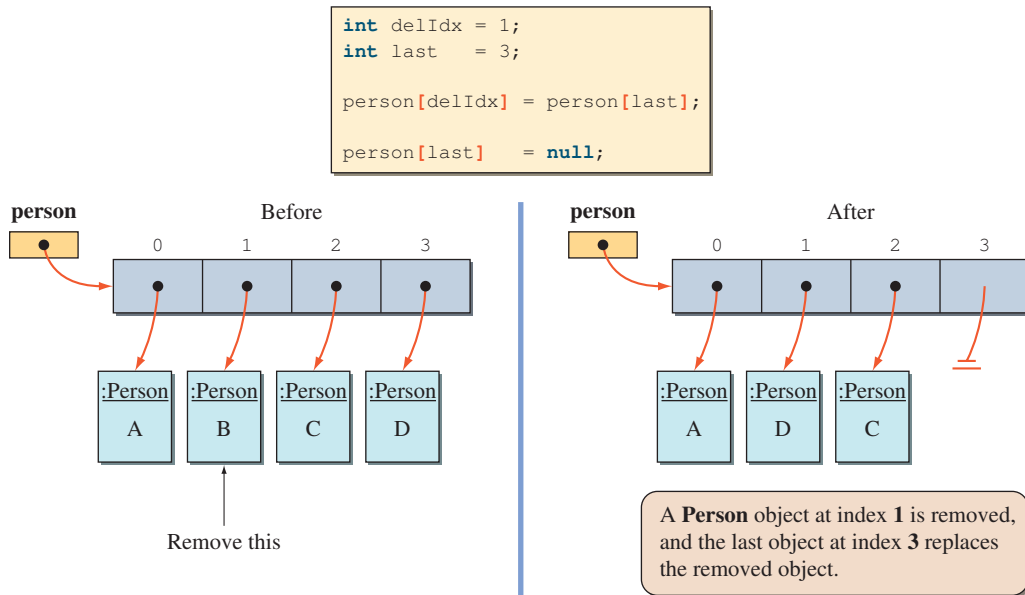 int delIdx = 1;
int last   = 3;
person[delIdx] = person[last];
person[last]   = null;
person
Before
0 1 2 3
:Person :Person :Person :Person
A B C D
Remove this
person
After
0 1 2 3
:Person :Person :Person
A D C
A Person object at index 1 is removed,
and the last object at index 3 replaces
the removed object.